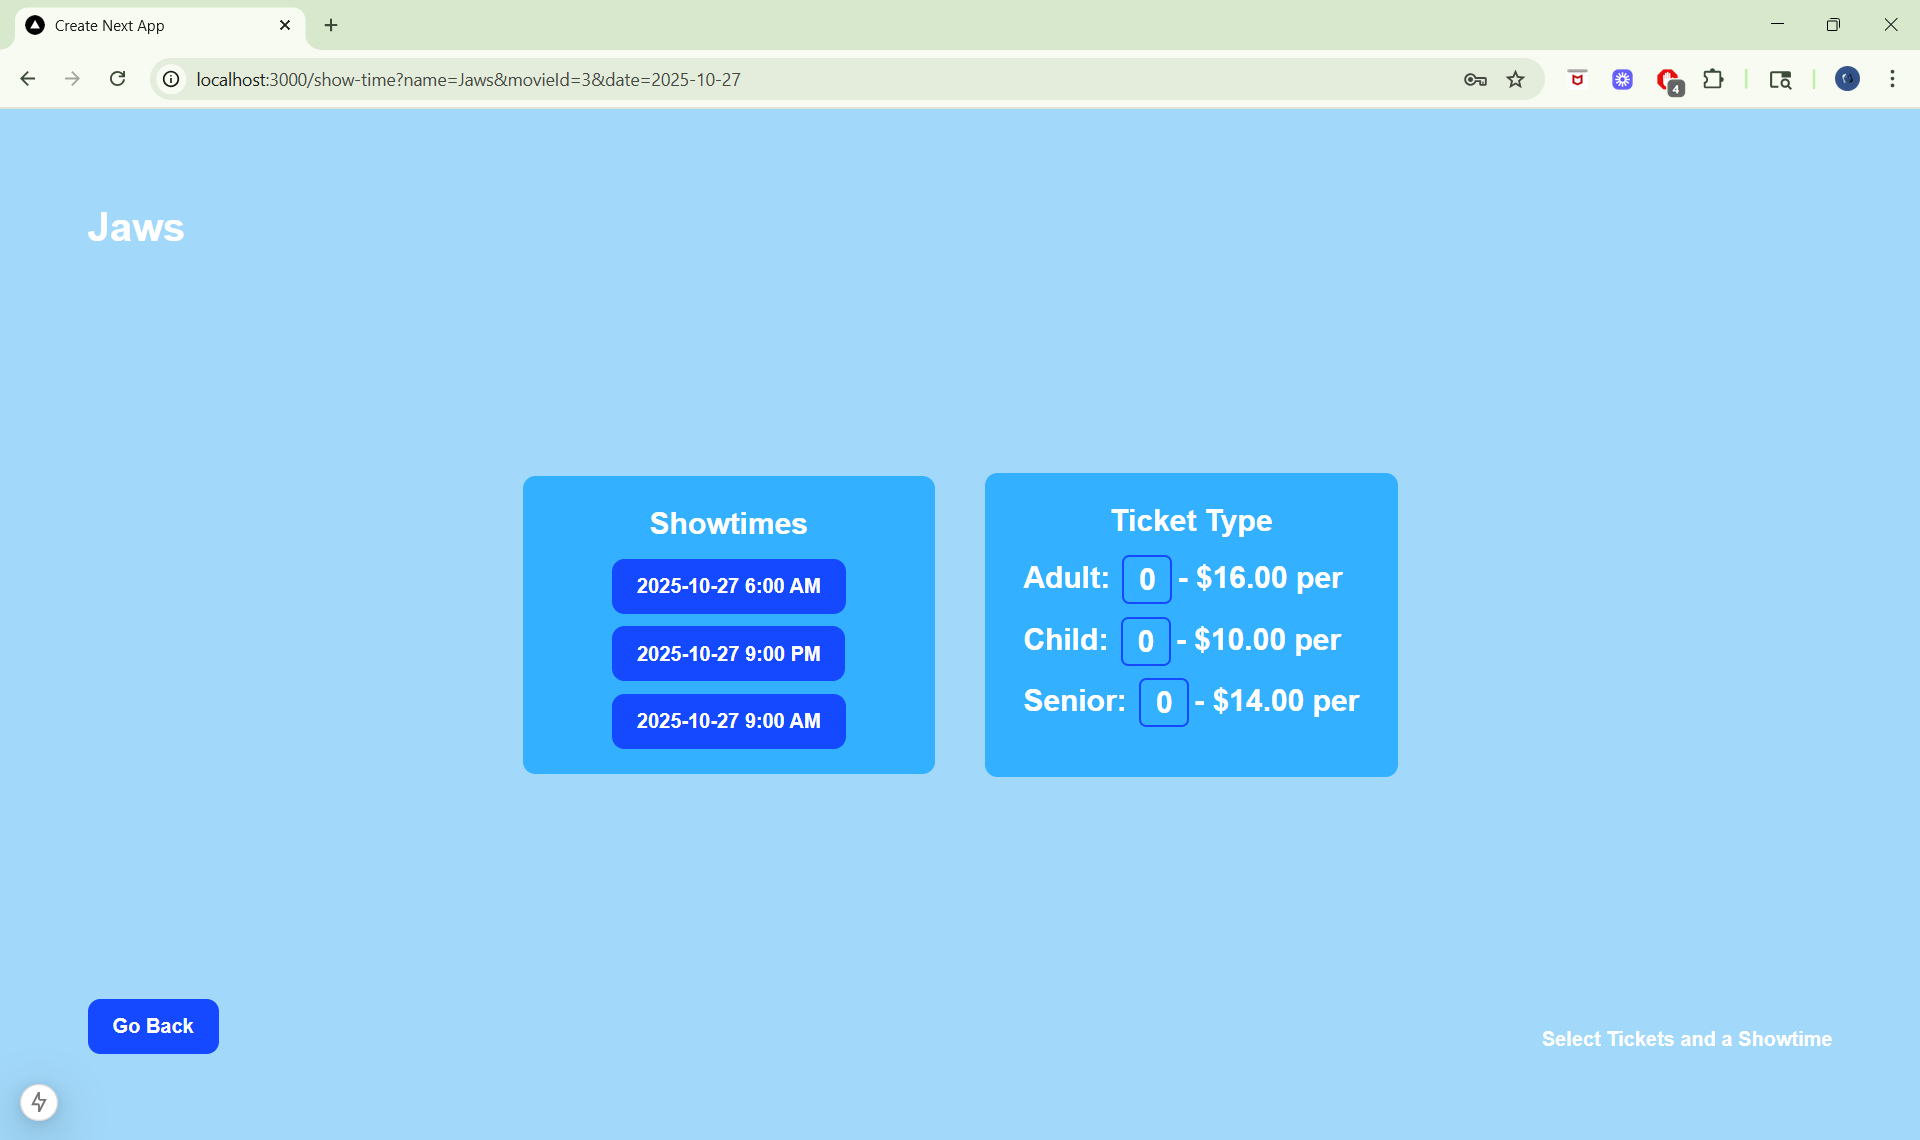 Create Next App
localhost:3000/show-time?name=Jaws&movieId=3&date=2025-10-27
4
Jaws
Showtimes
2025-10-27 6:00 AM
2025-10-27 9:00 PM
2025-10-27 9:00 AM
Ticket Type
Adult: 0 - $16.00 per
Child: 0 - $10.00 per
Senior: 0 - $14.00 per
Go Back
Select Tickets and a Showtime